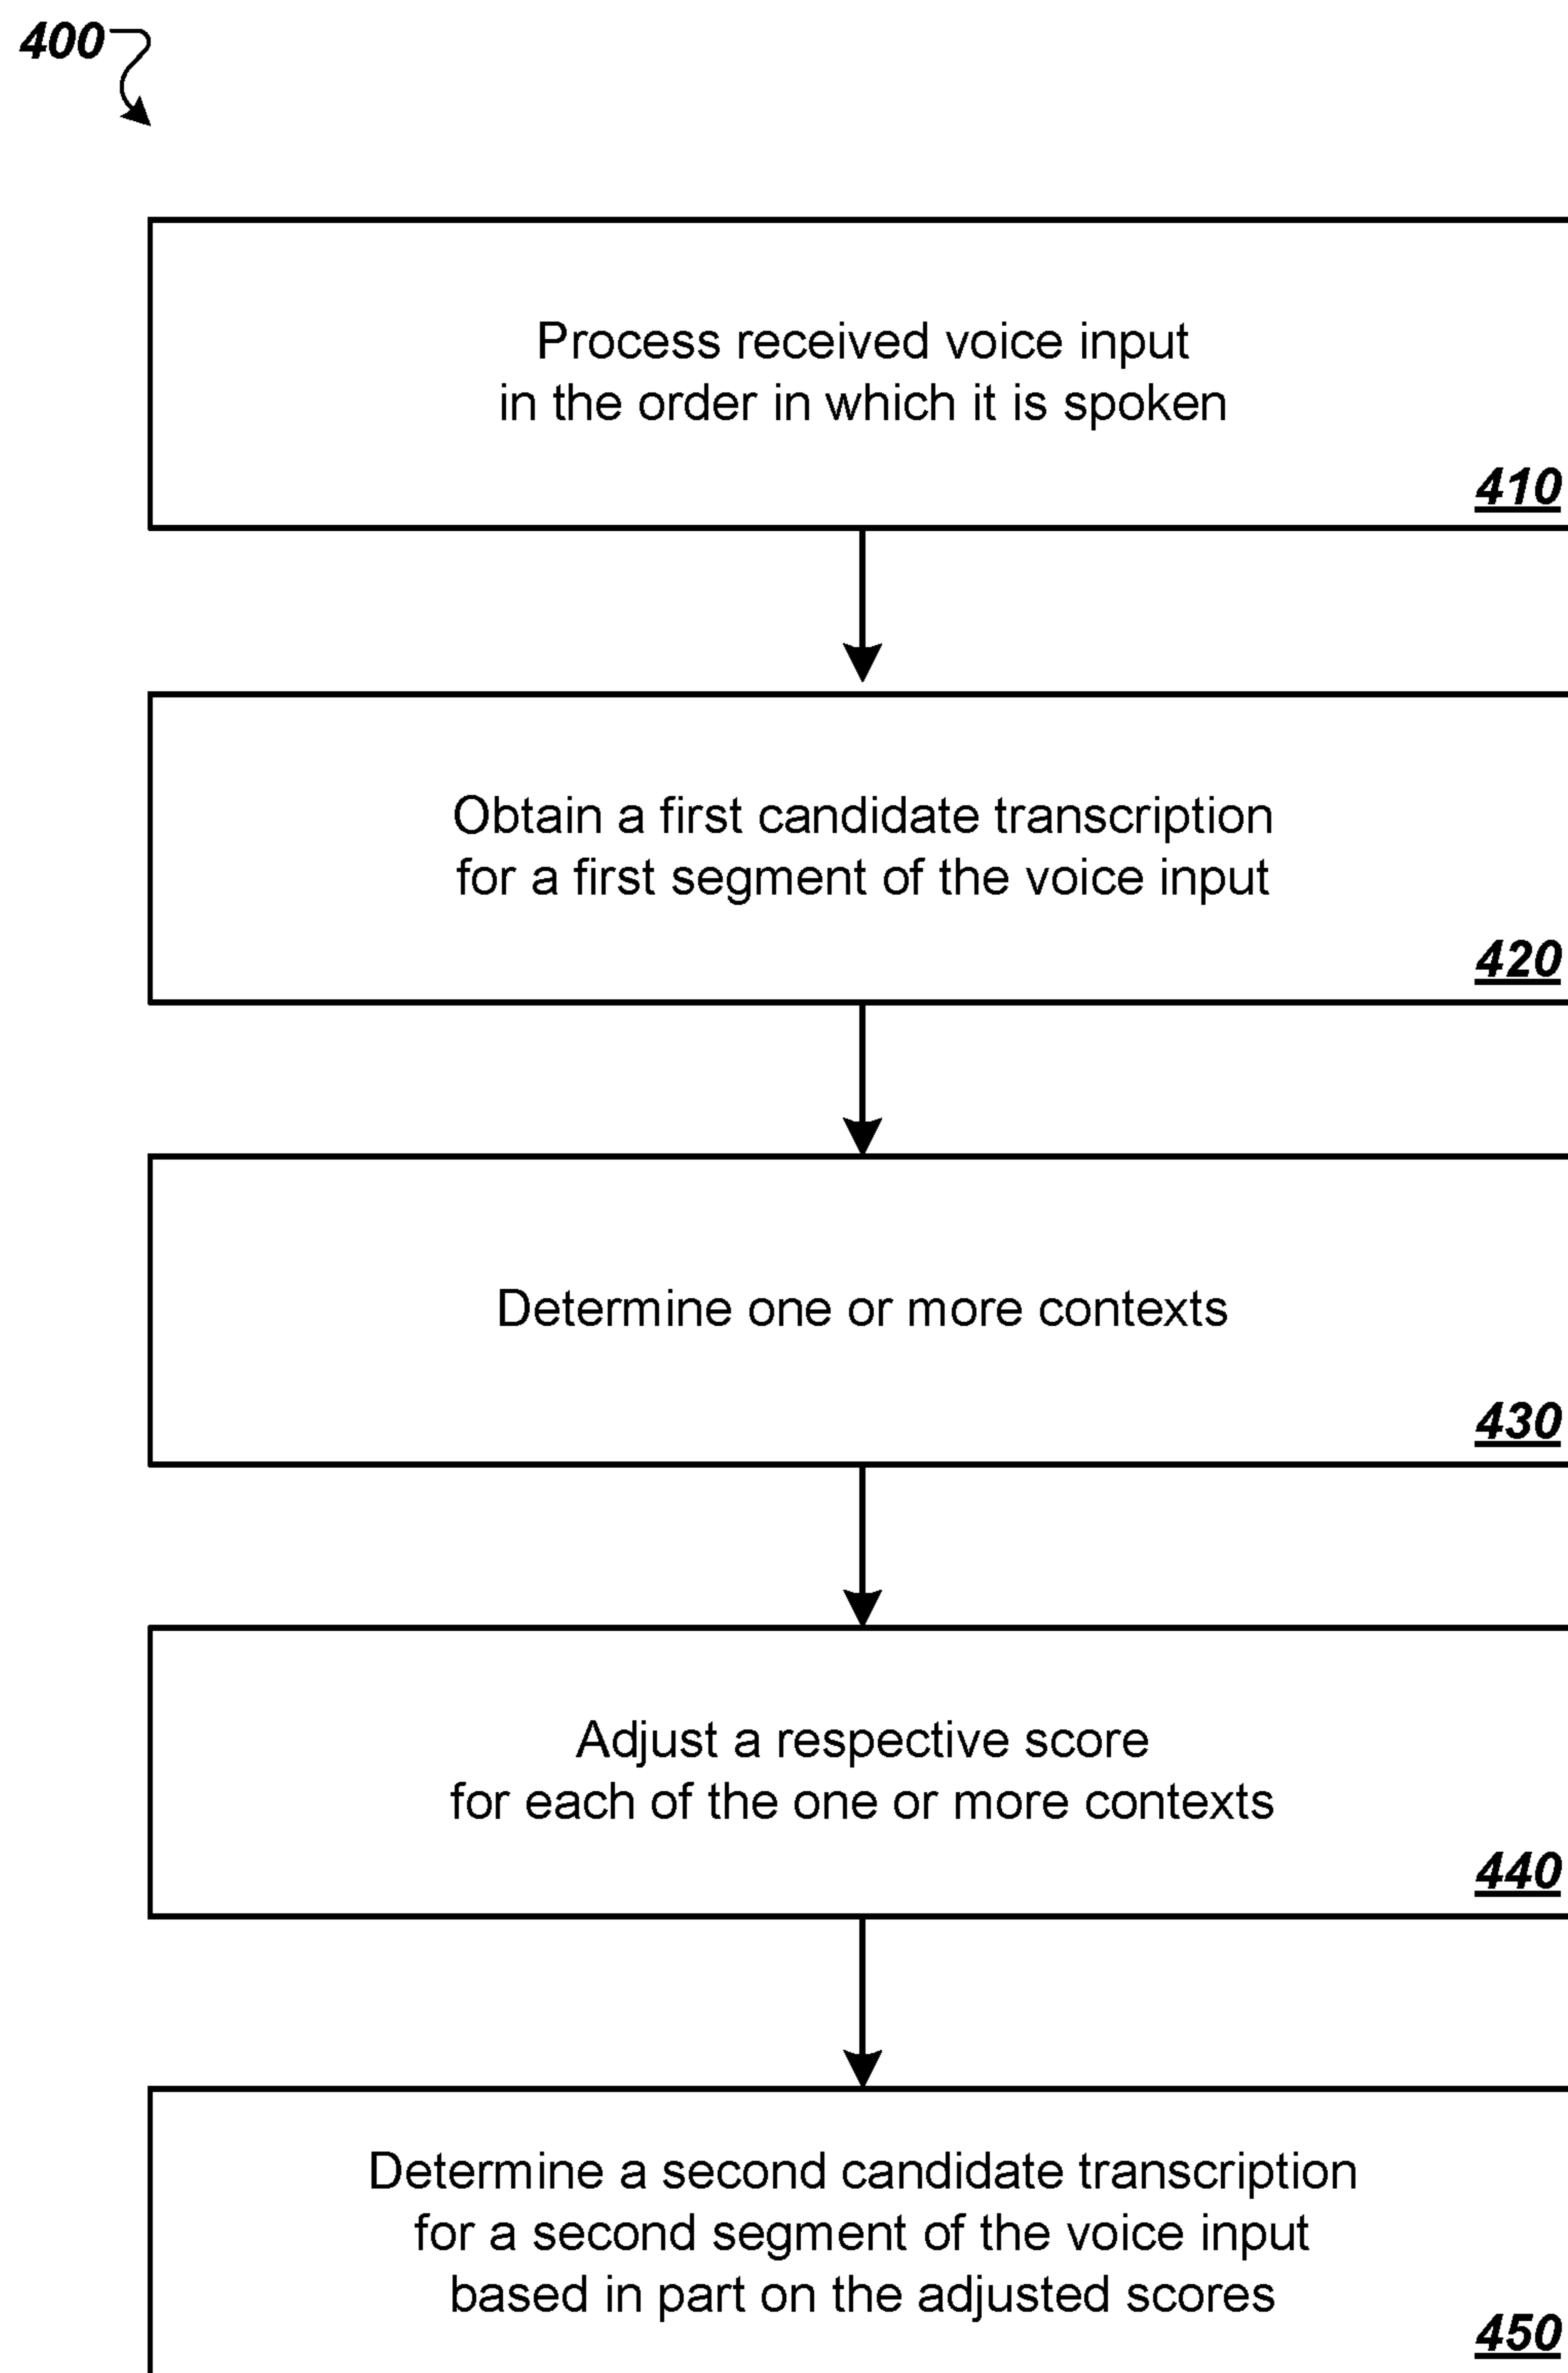 400
Process received voice input
in the order in which it is spoken
410
Obtain a first candidate transcription
for a first segment of the voice input
420
Determine one or more contexts
430
Adjust a respective score
for each of the one or more contexts
440
Determine a second candidate transcription
for a second segment of the voice input
based in part on the adjusted scores
450